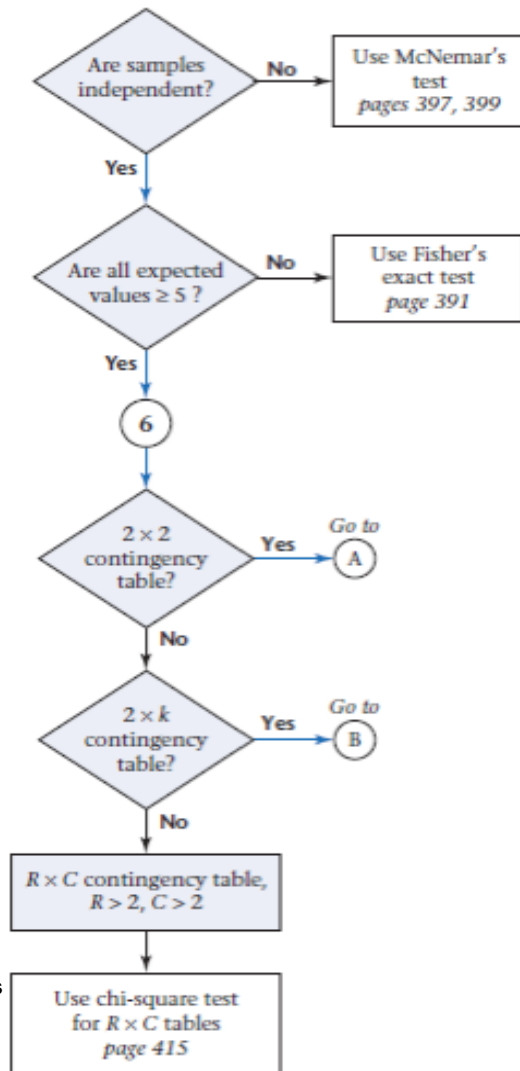 Are samples
independent?
No
Use McNemar's
test
pages 397, 399
Yes
Are all expected
values ≥ 5 ?
No
Use Fisher's
exact test
page 391
Yes
6
2 × 2
contingency
table?
Yes
Go to
A
No
2 × k
contingency
table?
Yes
Go to
B
No
R × C contingency table,
R > 2, C > 2
s
Use chi-square test
for R × C tables
page 415